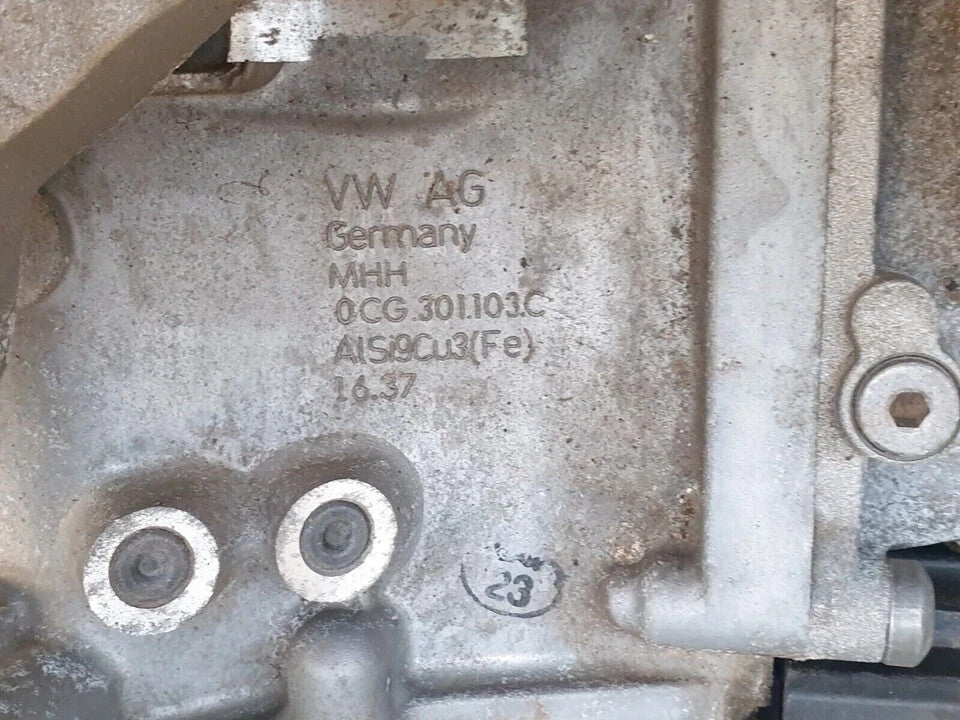 VW AG
Germany
MHH
0CG.301.103.C
AlSi9Cu3(Fe)
16.37
23